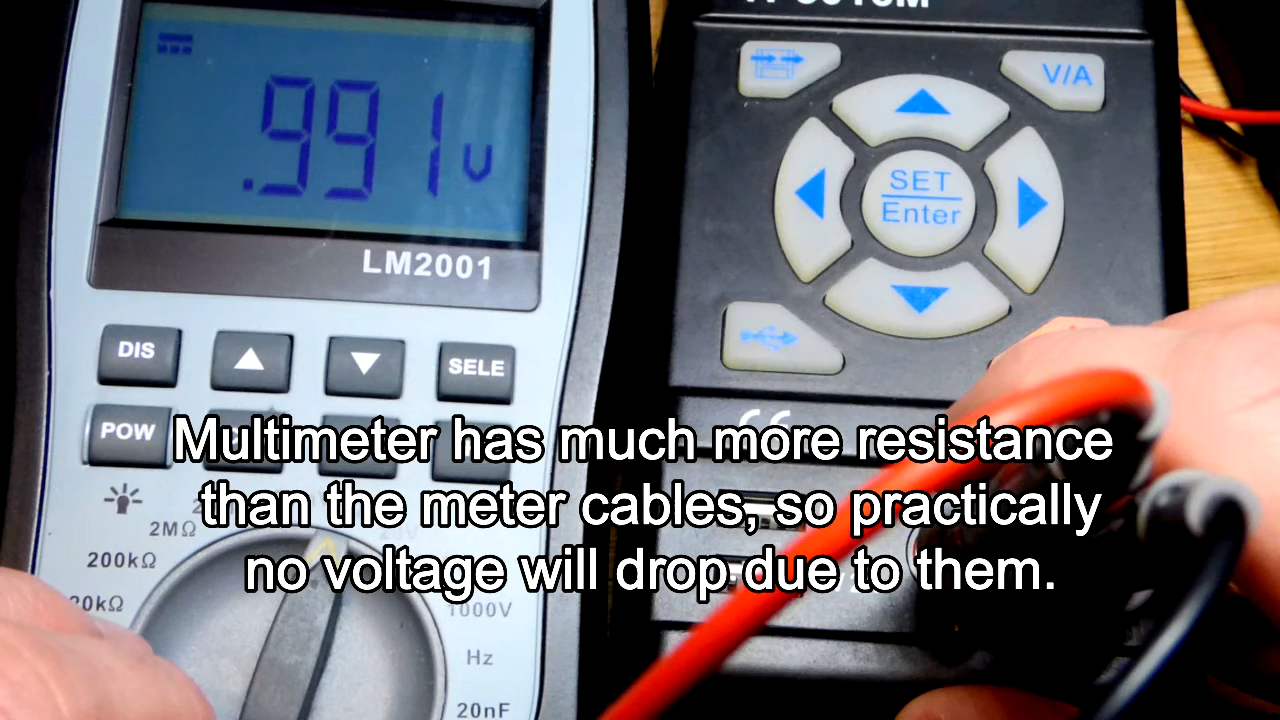 .991 v
LM2001
DIS
SELE
POW
2MΩ
200kΩ
20kΩ
1000V
Hz
20nF
V/A
SET
Enter
Multimeter has much more resistance
than the meter cables, so practically
no voltage will drop due to them.